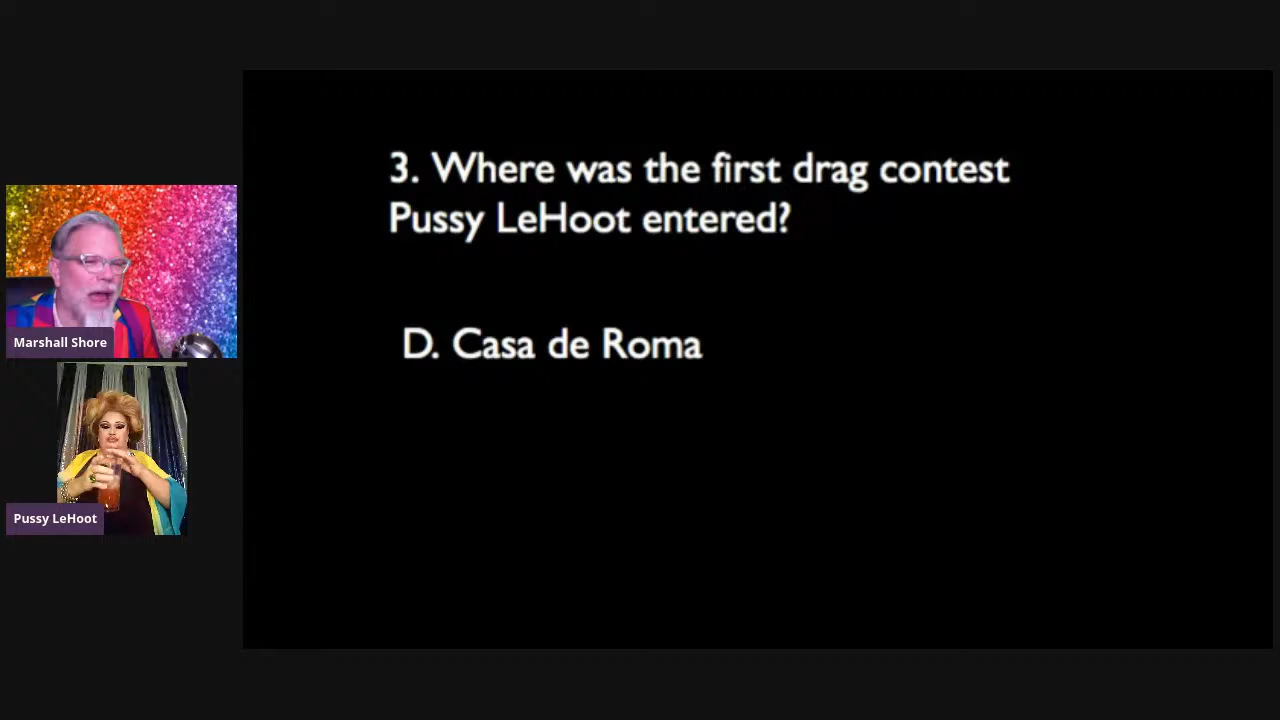 3. Where was the first drag contest
Pussy LeHoot entered?
D. Casa de Roma
Marshall Shore
Pussy LeHoot